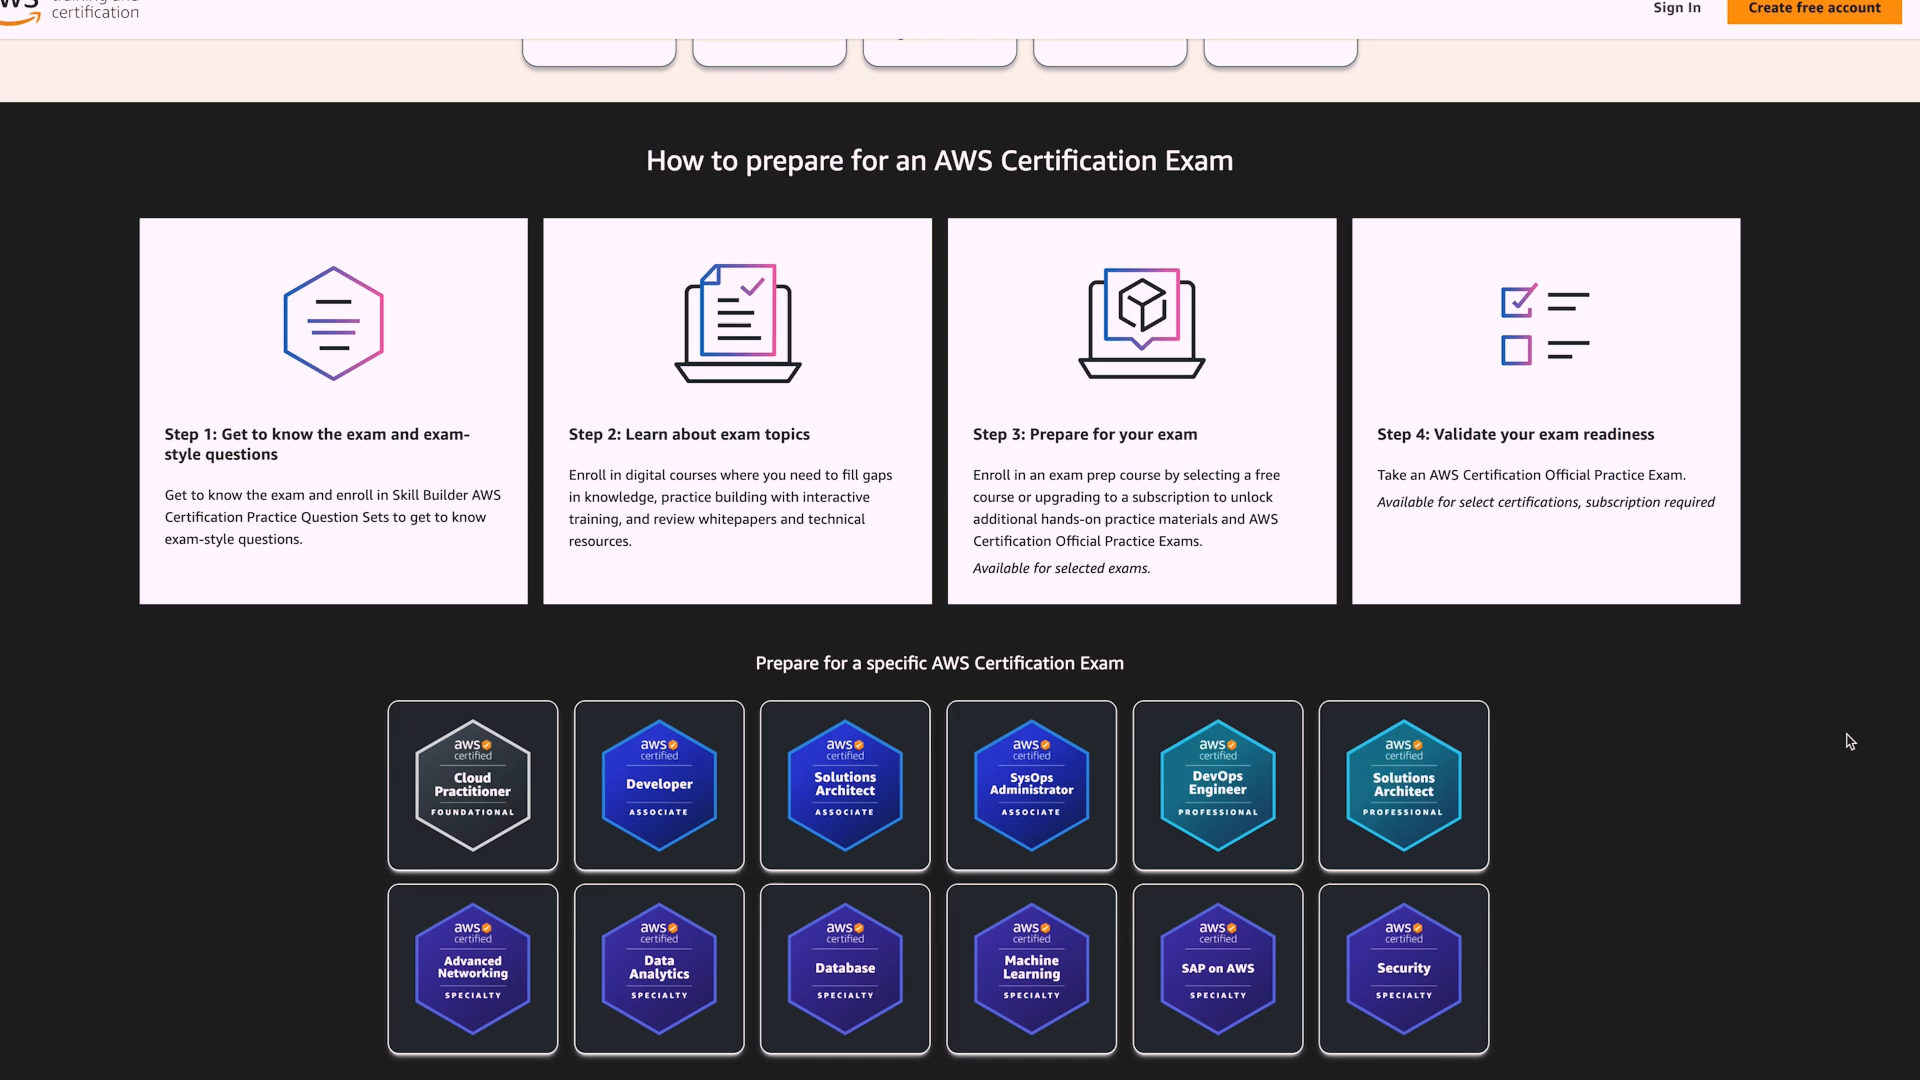 certification
Sign In
Create free account
How to prepare for an AWS Certification Exam
Step 1: Get to know the exam and exam-
style questions
Get to know the exam and enroll in Skill Builder AWS
Certification Practice Question Sets to get to know
exam-style questions.
Step 2: Learn about exam topics
Enroll in digital courses where you need to fill gaps
in knowledge, practice building with interactive
training, and review whitepapers and technical
resources.
Step 3: Prepare for your exam
Enroll in an exam prep course by selecting a free
course or upgrading to a subscription to unlock
additional hands-on practice materials and AWS
Certification Official Practice Exams.
Available for selected exams.
Step 4: Validate your exam readiness
Take an AWS Certification Official Practice Exam.
Available for select certifications, subscription required
Prepare for a specific AWS Certification Exam
aws
certified
Cloud
Practitioner
FOUNDATIONAL
aws
certified
Developer
ASSOCIATE
aws
certified
Solutions
Architect
ASSOCIATE
aws
certified
SysOps
Administrator
ASSOCIATE
aws
certified
DevOps
Engineer
PROFESSIONAL
aws
certified
Solutions
Architect
PROFESSIONAL
aws
certified
Advanced
Networking
SPECIALTY
aws
certified
Data
Analytics
SPECIALTY
aws
certified
Database
SPECIALTY
aws
certified
Machine
Learning
SPECIALTY
aws
certified
SAP on AWS
SPECIALTY
aws
certified
Security
SPECIALTY